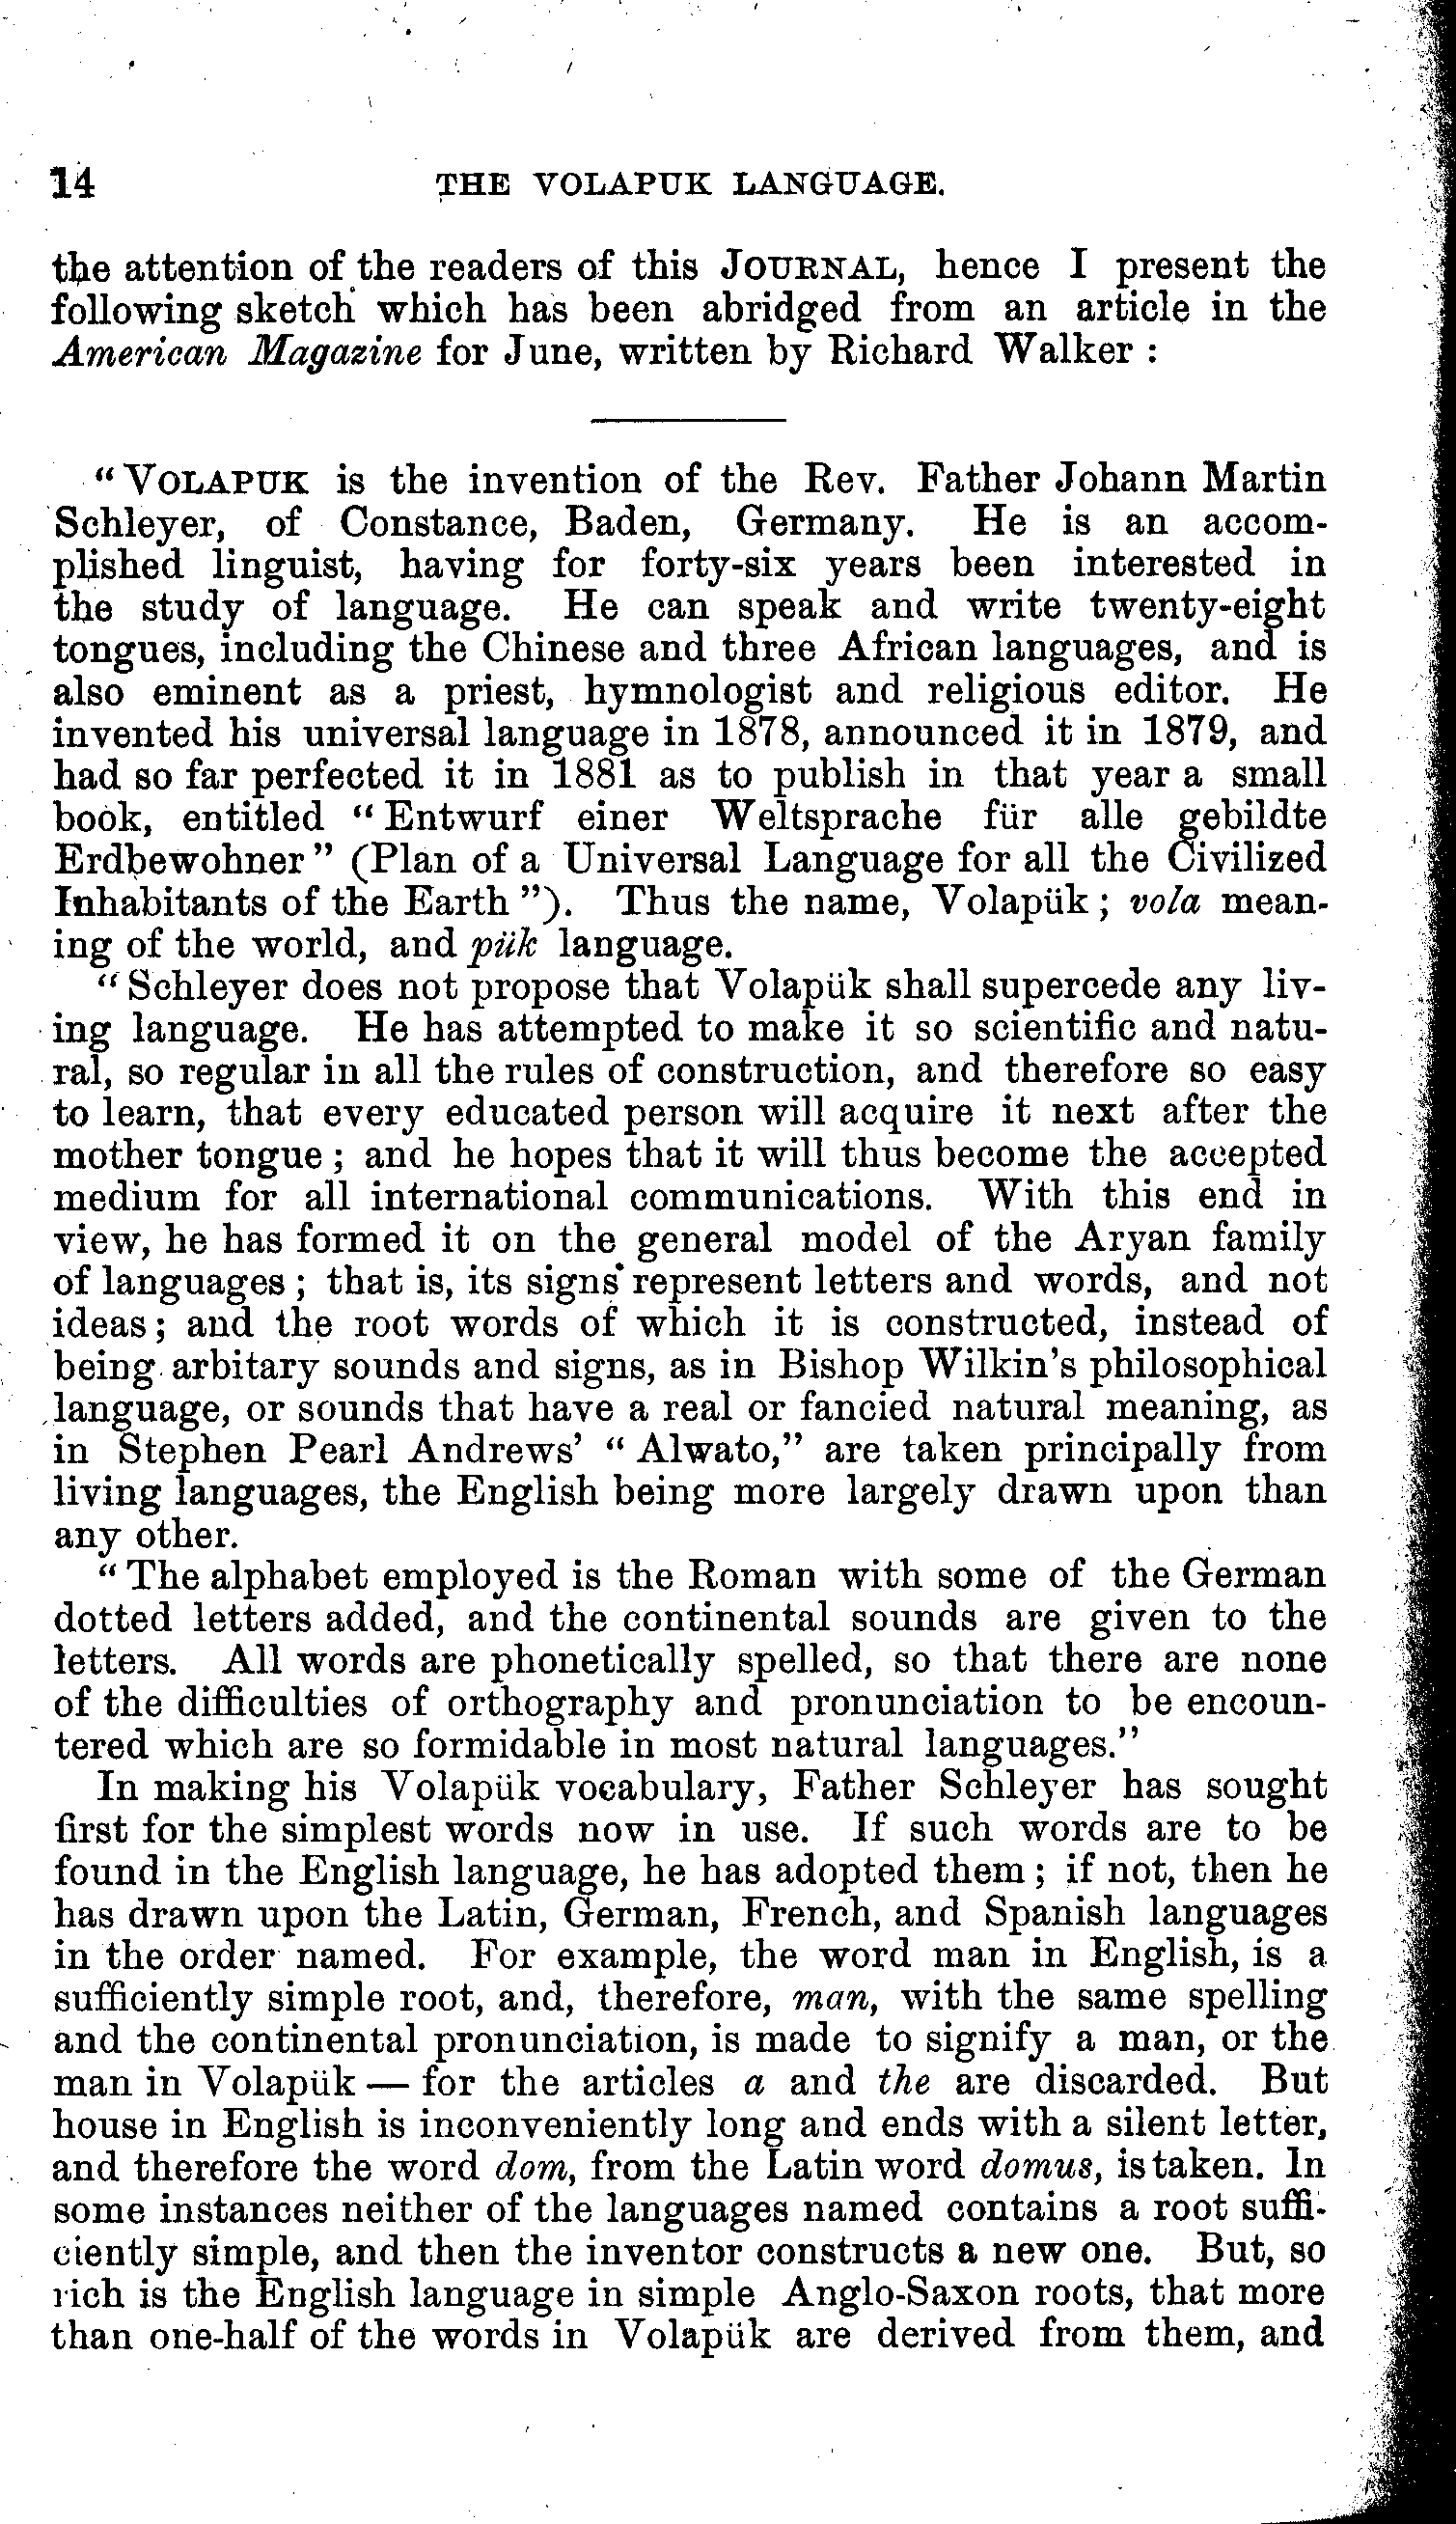 14 THE VOLAPUK LANGUAGE.
the attention of the readers of this JOURNAL, hence I present the
following sketch which has been abridged from an article in the
American Magazine for June, written by Richard Walker :
“ VOLAPUK is the invention of the Rev. Father Johann Martin
Schleyer, of Constance, Baden, Germany. He is an accom-
plished linguist, having for forty-six years been interested in
the study of language. He can speak and write twenty-eight
tongues, including the Chinese and three African languages, and is
also eminent as a priest, hymnologist and religious editor. He
invented his universal language in 1878, announced it in 1879, and
had so far perfected it in 1881 as to publish in that year a small
book, entitled “ Entwurf einer Weltsprache für alle gebildte
Erdbewohner ” (Plan of a Universal Language for all the Civilized
Inhabitants of the Earth ”). Thus the name, Volapük ; vola mean-
ing of the world, and pük language.
“ Schleyer does not propose that Volapük shall supercede any liv-
ing language. He has attempted to make it so scientific and natu-
ral, so regular in all the rules of construction, and therefore so easy
to learn, that every educated person will acquire it next after the
mother tongue ; and he hopes that it will thus become the accepted
medium for all international communications. With this end in
view, he has formed it on the general model of the Aryan family
of languages ; that is, its signs represent letters and words, and not
ideas ; and the root words of which it is constructed, instead of
being arbitary sounds and signs, as in Bishop Wilkin’s philosophical
language, or sounds that have a real or fancied natural meaning, as
in Stephen Pearl Andrews’ “ Alwato,” are taken principally from
living languages, the English being more largely drawn upon than
any other.
“ The alphabet employed is the Roman with some of the German
dotted letters added, and the continental sounds are given to the
letters. All words are phonetically spelled, so that there are none
of the difficulties of orthography and pronunciation to be encoun-
tered which are so formidable in most natural languages.”
In making his Volapük vocabulary, Father Schleyer has sought
first for the simplest words now in use. If such words are to be
found in the English language, he has adopted them ; if not, then he
has drawn upon the Latin, German, French, and Spanish languages
in the order named. For example, the word man in English, is a
sufficiently simple root, and, therefore, man, with the same spelling
and the continental pronunciation, is made to signify a man, or the
man in Volapük — for the articles a and the are discarded. But
house in English is inconveniently long and ends with a silent letter,
and therefore the word dom, from the Latin word domus, is taken. In
some instances neither of the languages named contains a root suffi-
ciently simple, and then the inventor constructs a new one. But, so
rich is the English language in simple Anglo-Saxon roots, that more
than one-half of the words in Volapük are derived from them, and